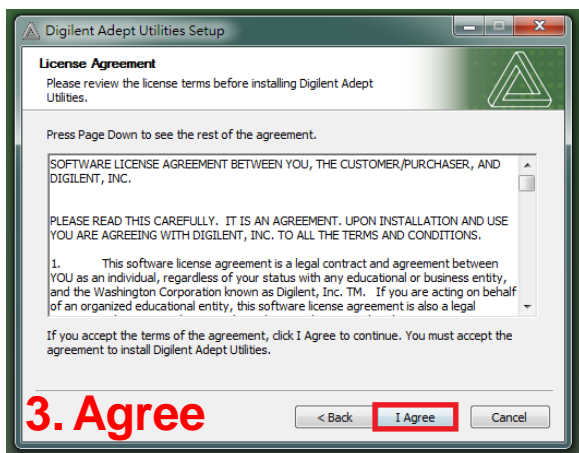 Digilent Adept Utilities Setup
License Agreement
Please review the license terms before installing Digilent Adept
Utilities.
Press Page Down to see the rest of the agreement.
SOFTWARE LICENSE AGREEMENT BETWEEN YOU, THE CUSTOMER/PURCHASER, AND
DIGILENT, INC.
PLEASE READ THIS CAREFULLY.  IT IS AN AGREEMENT. UPON INSTALLATION AND USE
YOU ARE AGREEING WITH DIGILENT, INC. TO ALL THE TERMS AND CONDITIONS.
1. This software license agreement is a legal contract and agreement between
YOU as an individual, regardless of your status with any educational or business entity,
and the Washington Corporation known as Digilent, Inc. TM.  If you are acting on behalf
of an organized educational entity, this software license agreement is also a legal
If you accept the terms of the agreement, click I Agree to continue. You must accept the
agreement to install Digilent Adept Utilities.
3. Agree
< Back I Agree Cancel